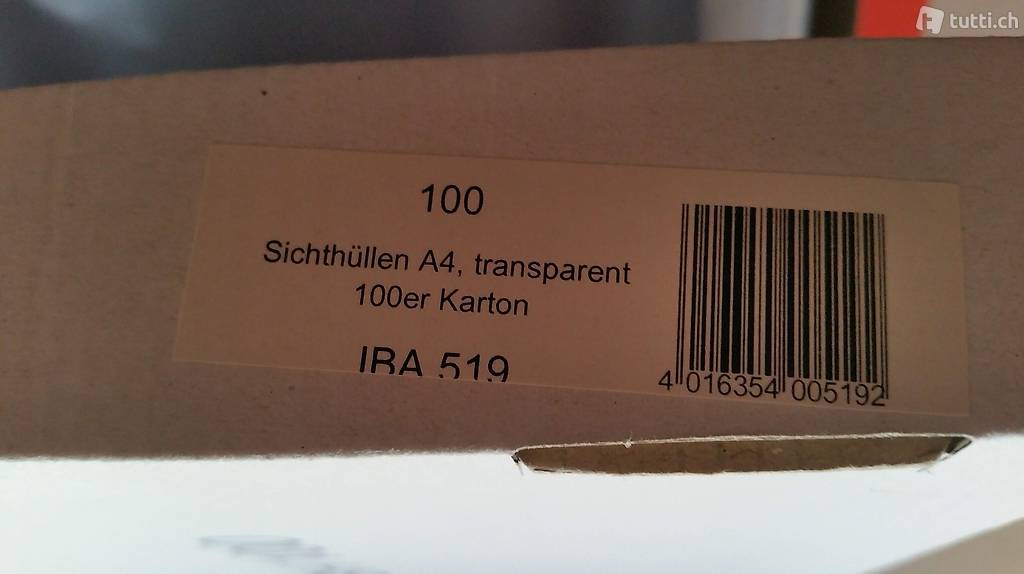 tutti.ch
100
Sichthüllen A4, transparent
100er Karton
IBA 519
4 016354 005192